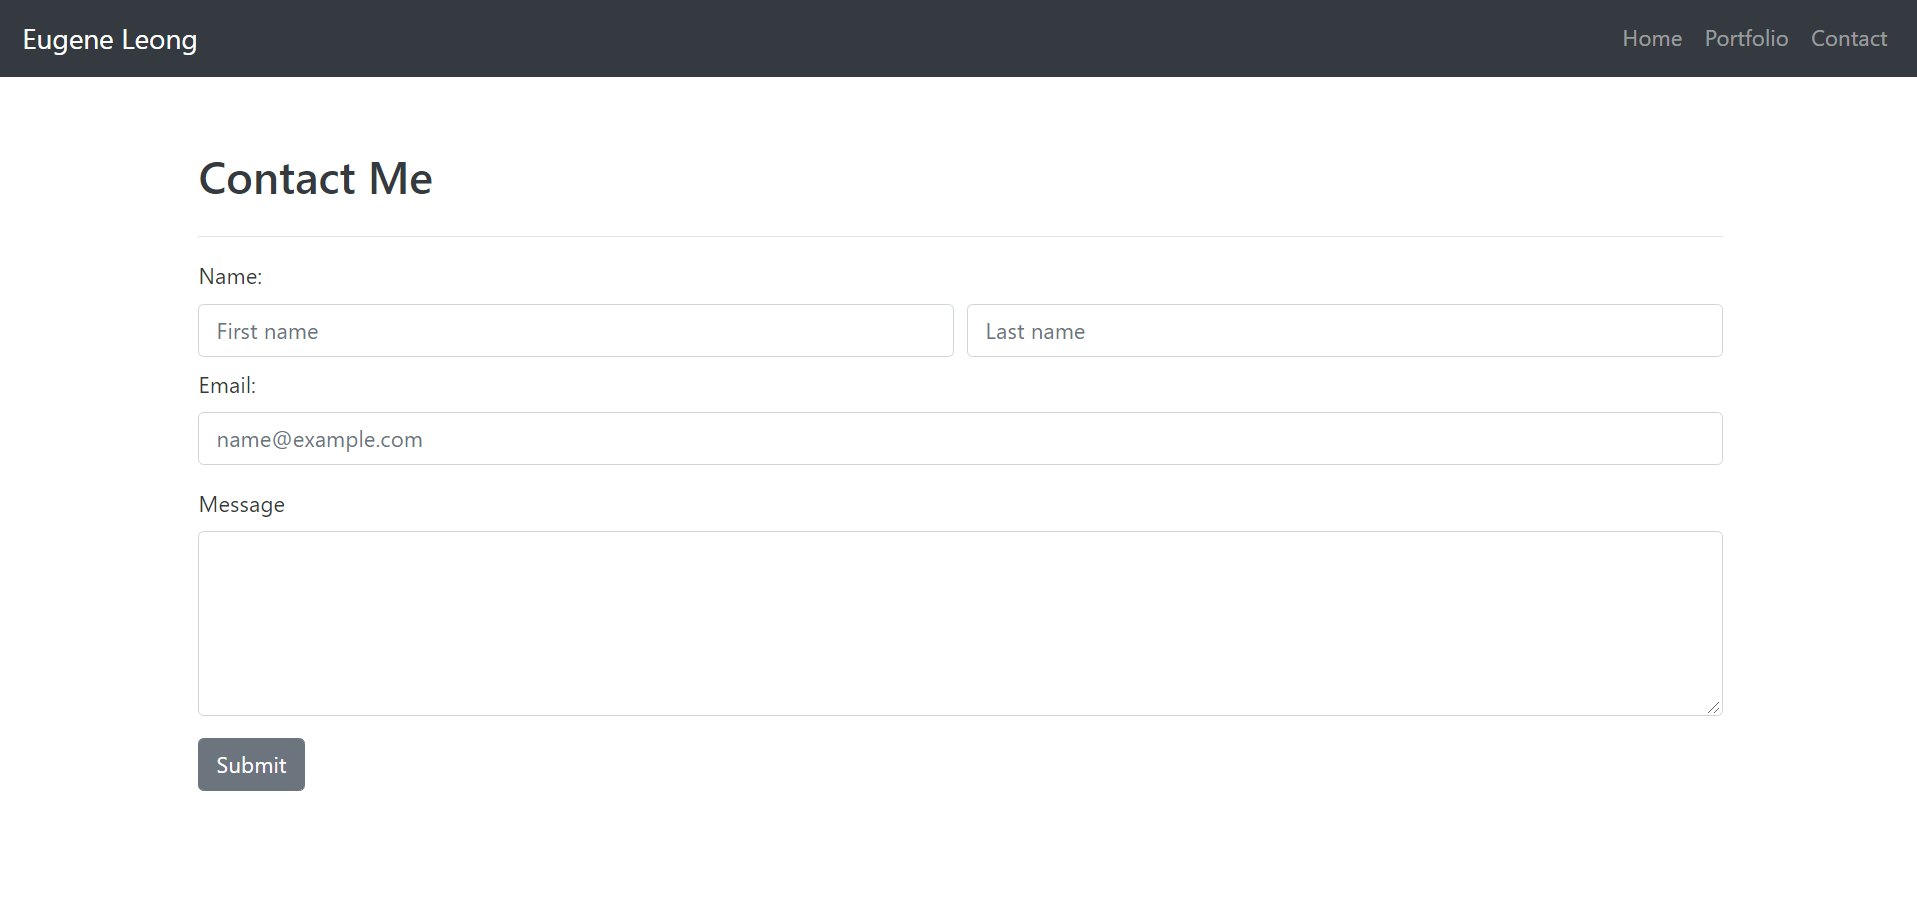 Eugene Leong Home Portfolio Contact
Contact Me
Name:
First name Last name
Email:
name@example.com
Message
Submit